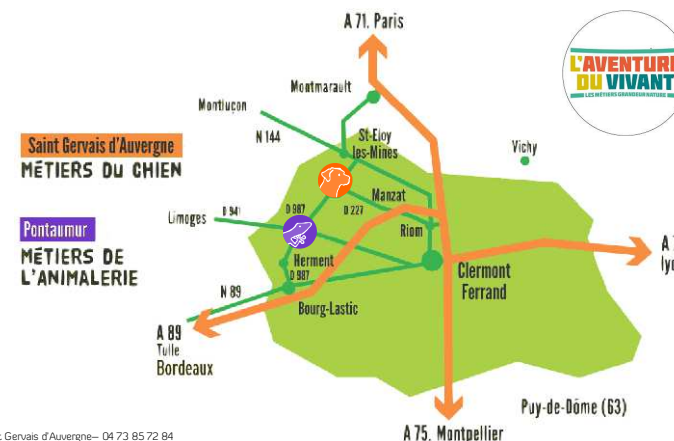 A 71. Paris
L'AVENTURE
DU VIVANT
LES MÉTIERS GRANDEUR NATURE
Montmarault
Montluçon
N 144
St-Eloy
les-Mines
Vichy
Saint Gervais d'Auvergne
MÉTIERS DU CHIEN
Manzat
Limoges
D 941
D 987
D 227
Riom
Pontaumur
MÉTIERS DE
L'ANIMALERIE
Herment
D 987
Clermont
Ferrand
N 89
Bourg-Lastic
A 89
Tulle
Bordeaux
Puy-de-Dôme (63)
A 75. Montpellier
Gervais d'Auvergne– 04 73 85 72 84